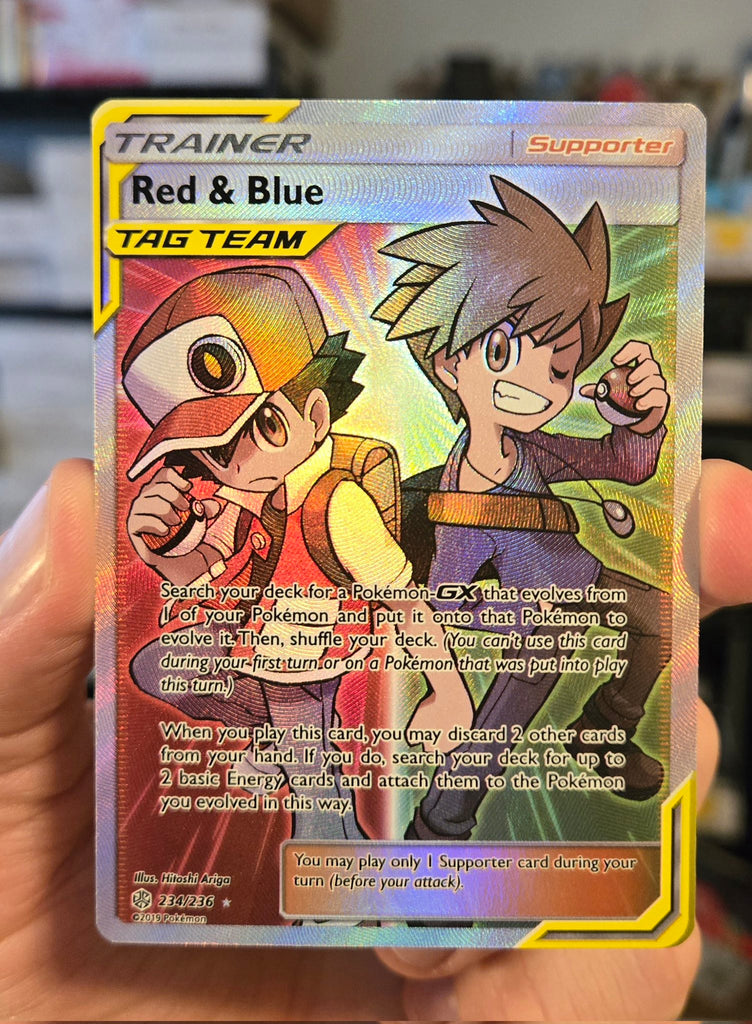 TRAINER
Supporter
Red & Blue
TAG TEAM
Search your deck for a Pokémon-GX that evolves from
1 of your Pokémon and put it onto that Pokémon to
evolve it. Then, shuffle your deck. (You can't use this card
during your first turn or on a Pokémon that was put into play
this turn.)
When you play this card, you may discard 2 other cards
from your hand. If you do, search your deck for up to
2 basic Energy cards and attach them to the Pokémon
you evolved in this way.
You may play only 1 Supporter card during your
turn (before your attack).
Illus. Hitoshi Ariga
234/236
©2019 Pokémon